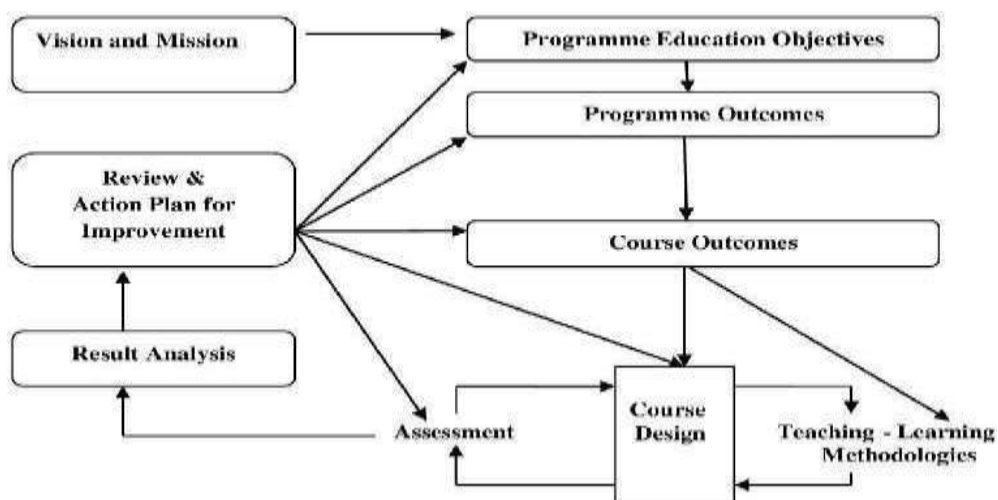 Vision and Mission
Programme Education Objectives
Programme Outcomes
Review &
Action Plan for
Improvement
Course Outcomes
Result Analysis
Assessment
Course
Design
Teaching - Learning
Methodologies